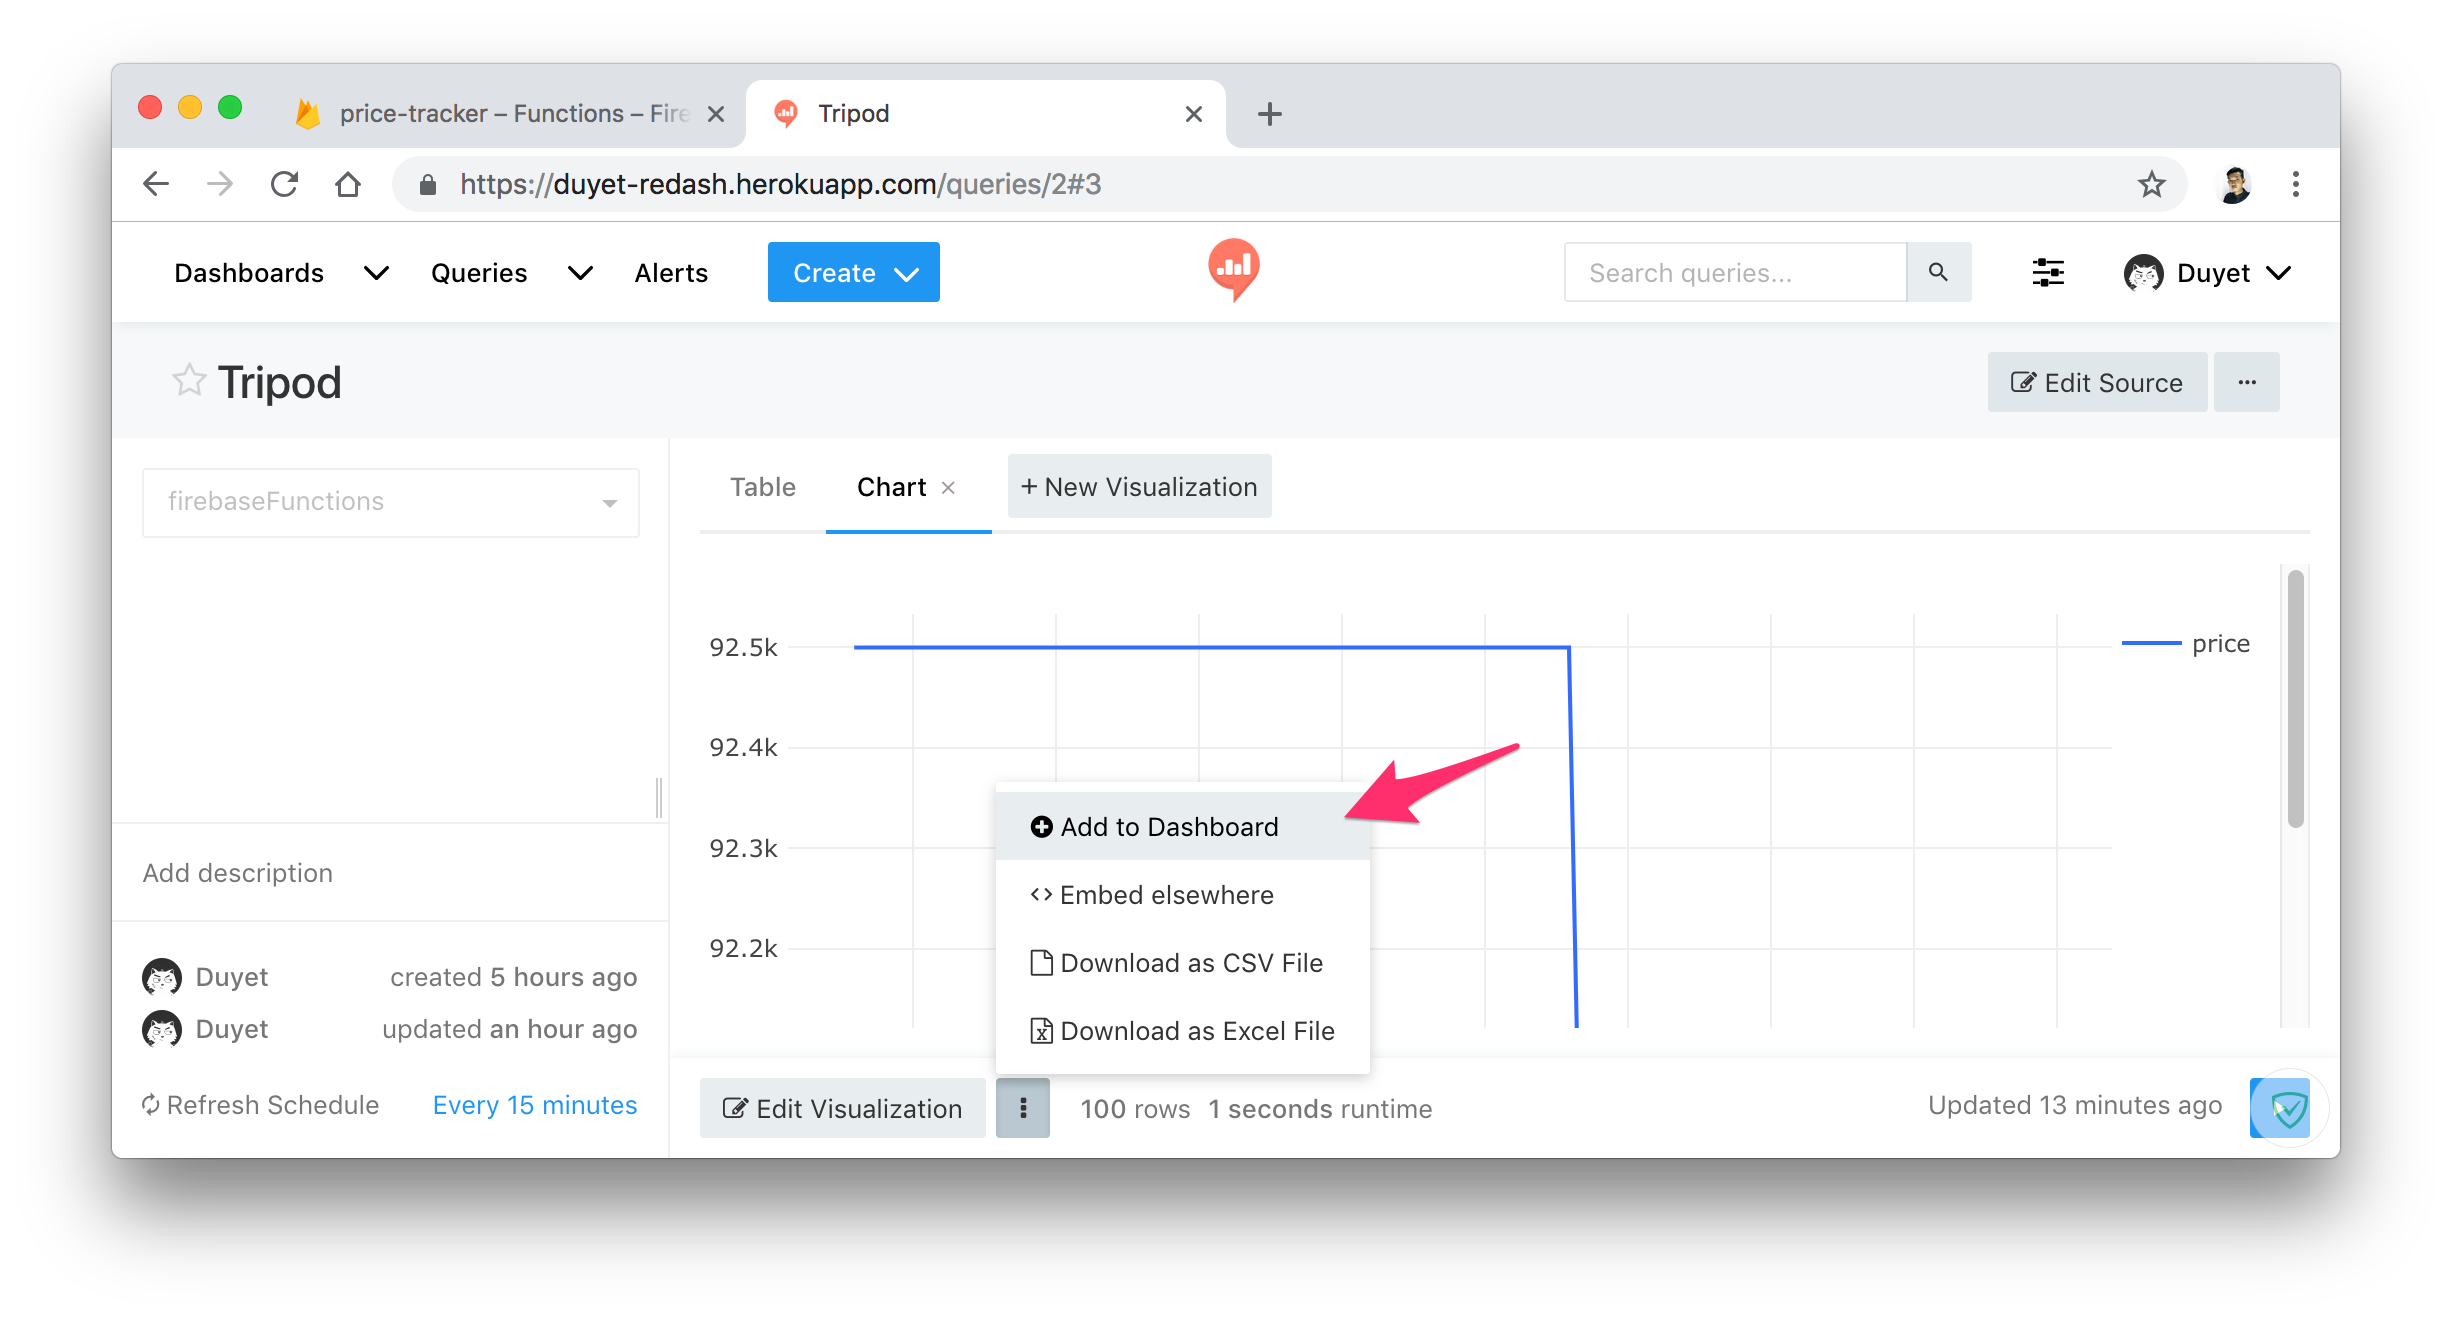 price-tracker – Functions – Fire
Tripod
https://duyet-redash.herokuapp.com/queries/2#3
Dashboards
Queries
Alerts
Create
Search queries...
Duyet
Tripod
Edit Source
firebaseFunctions
Table
Chart
+ New Visualization
92.5k
92.4k
92.3k
92.2k
price
Add to Dashboard
Embed elsewhere
Download as CSV File
Download as Excel File
Add description
Duyet created 5 hours ago
Duyet updated an hour ago
Refresh Schedule Every 15 minutes
Edit Visualization
100 rows 1 seconds runtime
Updated 13 minutes ago